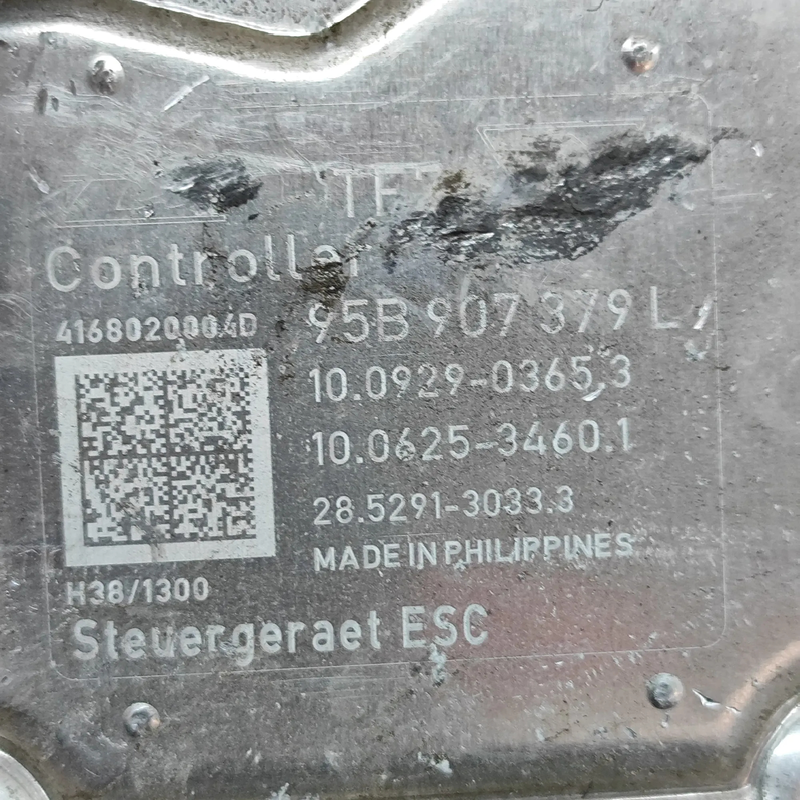 Controller
4168020004D
95B 907 379 L
10.0929-0365.3
10.0625-3460.1
28.5291-3033.3
MADE IN PHILIPPINES
H38/1300
Steuergeraet ESC